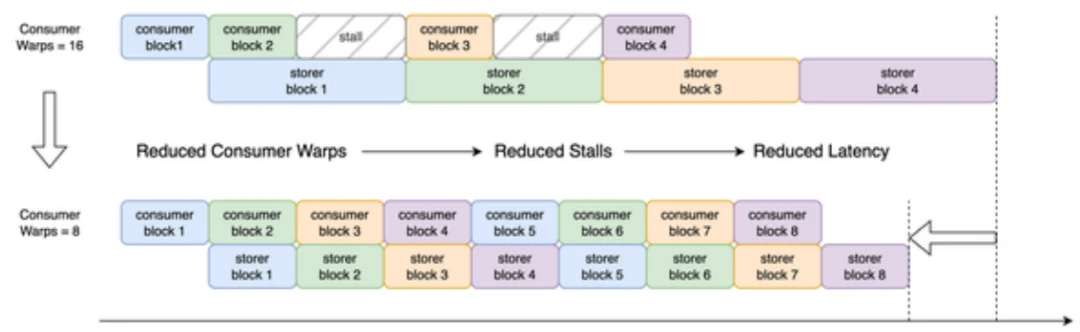 Consumer
Warps = 16
consumer
block1
consumer
block 2
stall
consumer
block 3
stall
consumer
block 4
storer
block 1
storer
block 2
storer
block 3
storer
block 4
Reduced Consumer Warps
Reduced Stalls
Reduced Latency
Consumer
Warps = 8
consumer
block 1
consumer
block 2
consumer
block 3
consumer
block 4
consumer
block 5
consumer
block 6
consumer
block 7
consumer
block 8
storer
block 1
storer
block 2
storer
block 3
storer
block 4
storer
block 5
storer
block 6
storer
block 7
storer
block 8